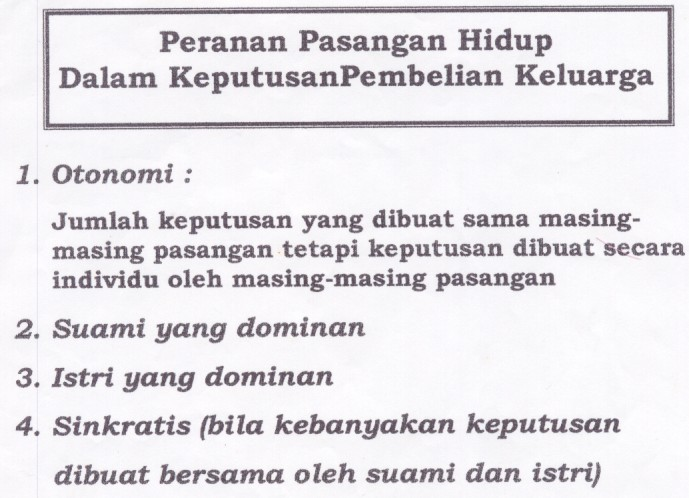 Peranan Pasangan Hidup
Dalam KeputusanPembelian Keluarga
1. Otonomi :
Jumlah keputusan yang dibuat sama masing-
masing pasangan tetapi keputusan dibuat secara
individu oleh masing-masing pasangan
2. Suami yang dominan
3. Istri yang dominan
4. Sinkratis (bila kebanyakan keputusan
dibuat bersama oleh suami dan istri)